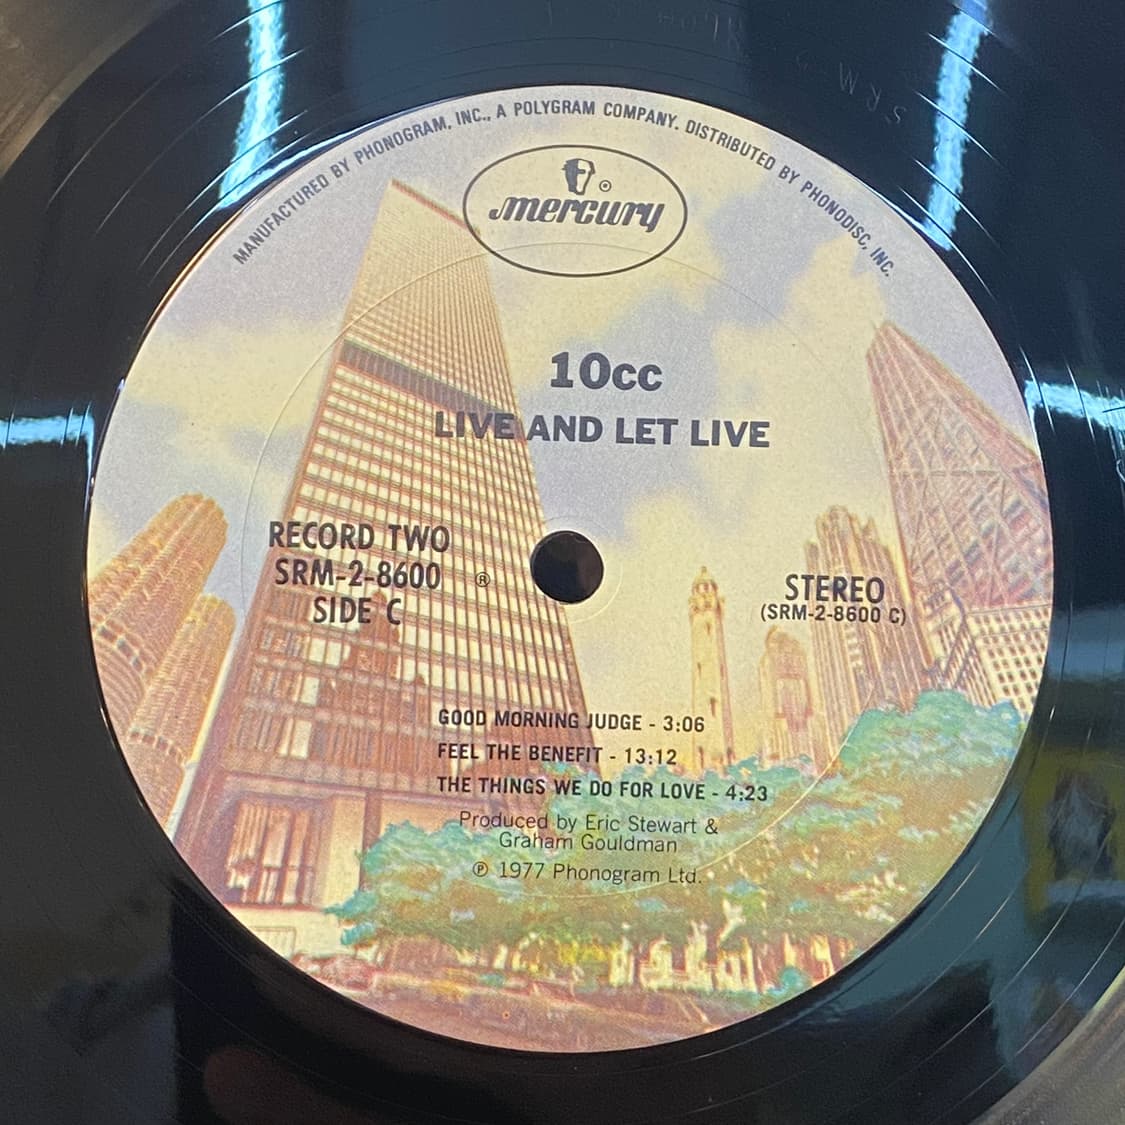 MANUFACTURED BY PHONOGRAM, INC., A POLYGRAM COMPANY. DISTRIBUTED BY PHONODISC, INC.
mercury ®
10cc
LIVE AND LET LIVE
RECORD TWO
SRM-2-8600 ®
SIDE C
STEREO
(SRM-2-8600 C)
GOOD MORNING JUDGE - 3:06
FEEL THE BENEFIT - 13:12
THE THINGS WE DO FOR LOVE - 4:23
Produced by Eric Stewart &
Graham Gouldman
℗ 1977 Phonogram Ltd.
SRM